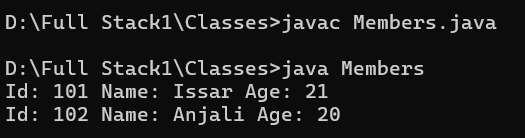 D:\Full Stack1\Classes>javac Members.java
D:\Full Stack1\Classes>java Members
Id: 101 Name: Issar Age: 21
Id: 102 Name: Anjali Age: 20